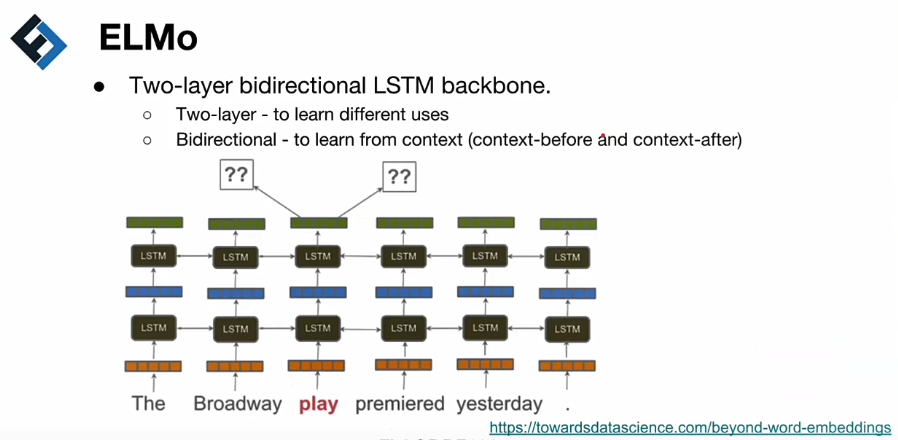 ELMo
● Two-layer bidirectional LSTM backbone.
○ Two-layer - to learn different uses
○ Bidirectional - to learn from context (context-before and context-after)
?? ??
LSTM LSTM LSTM LSTM LSTM LSTM
LSTM LSTM LSTM LSTM LSTM LSTM
The Broadway play premiered yesterday .
https://towardsdatascience.com/beyond-word-embeddings